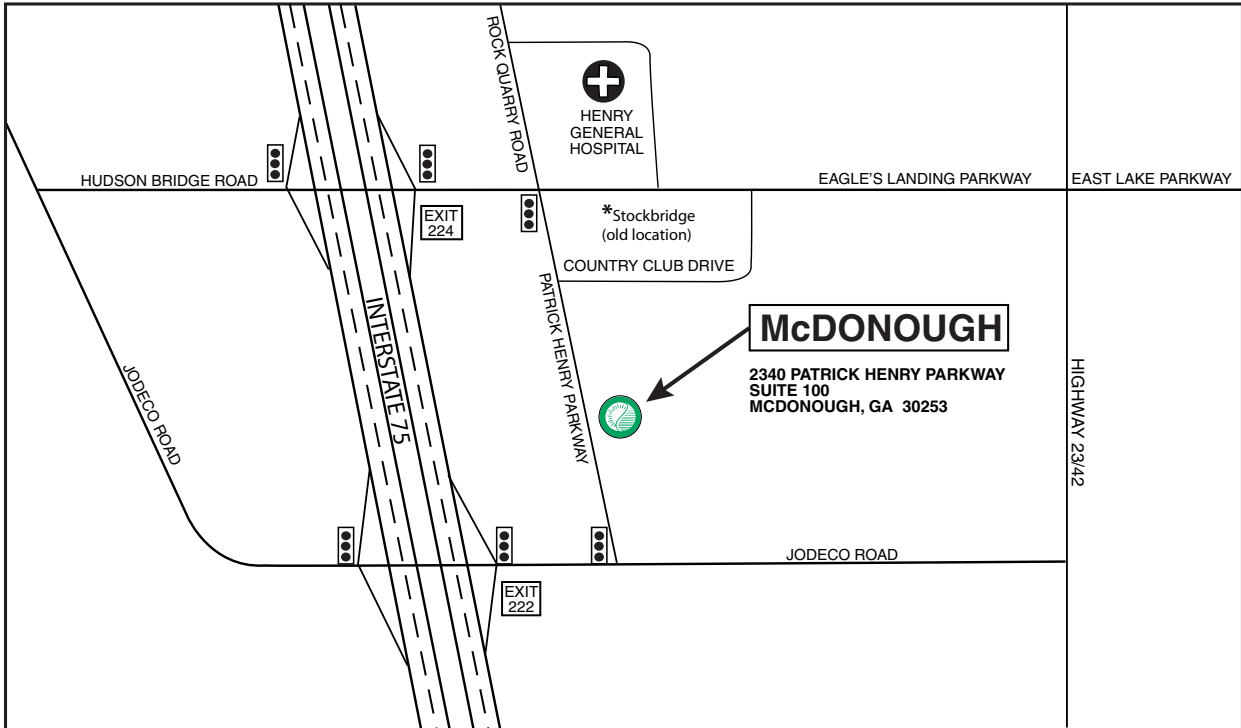 ROCK QUARRY ROAD
HENRY
GENERAL
HOSPITAL
HUDSON BRIDGE ROAD
EAGLE'S LANDING PARKWAY
EAST LAKE PARKWAY
EXIT
224
*Stockbridge
(old location)
COUNTRY CLUB DRIVE
PATRICK HENRY PARKWAY
INTERSTATE 75
McDONOUGH
2340 PATRICK HENRY PARKWAY
SUITE 100
MCDONOUGH, GA 30253
JODECO ROAD
HIGHWAY 23/42
JODECO ROAD
EXIT
222